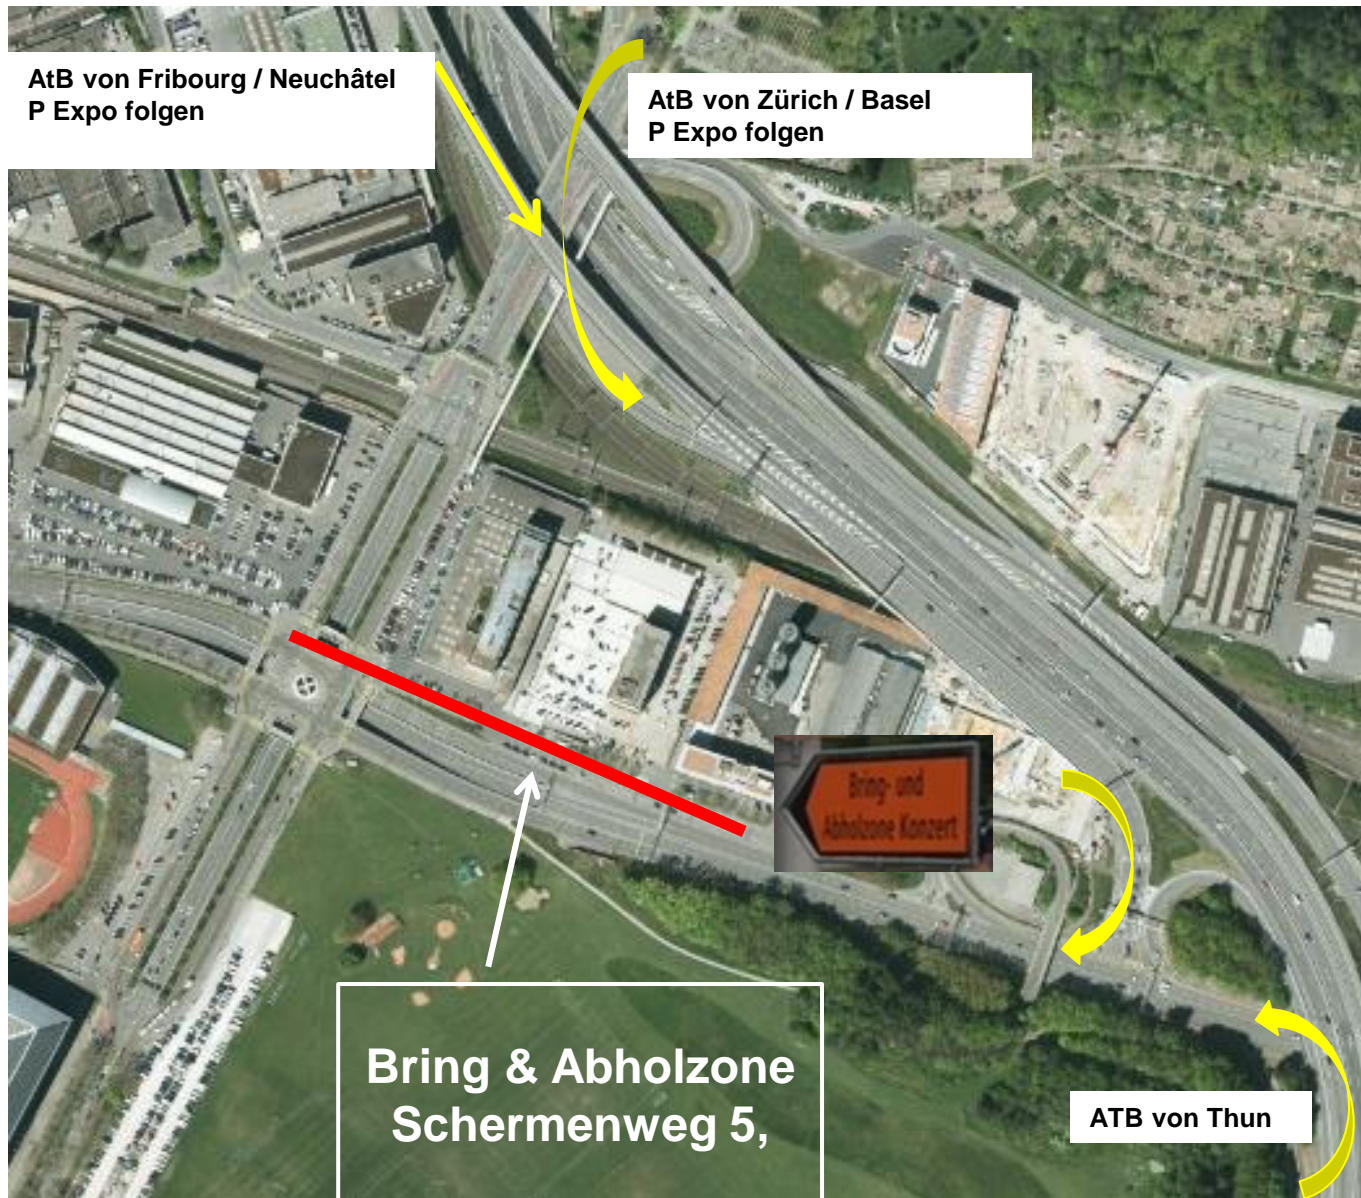 AtB von Fribourg / Neuchâtel
P Expo folgen
AtB von Zürich / Basel
P Expo folgen
Bring- und
Abholzone Konzert
Bring & Abholzone
Schermenweg 5,
ATB von Thun